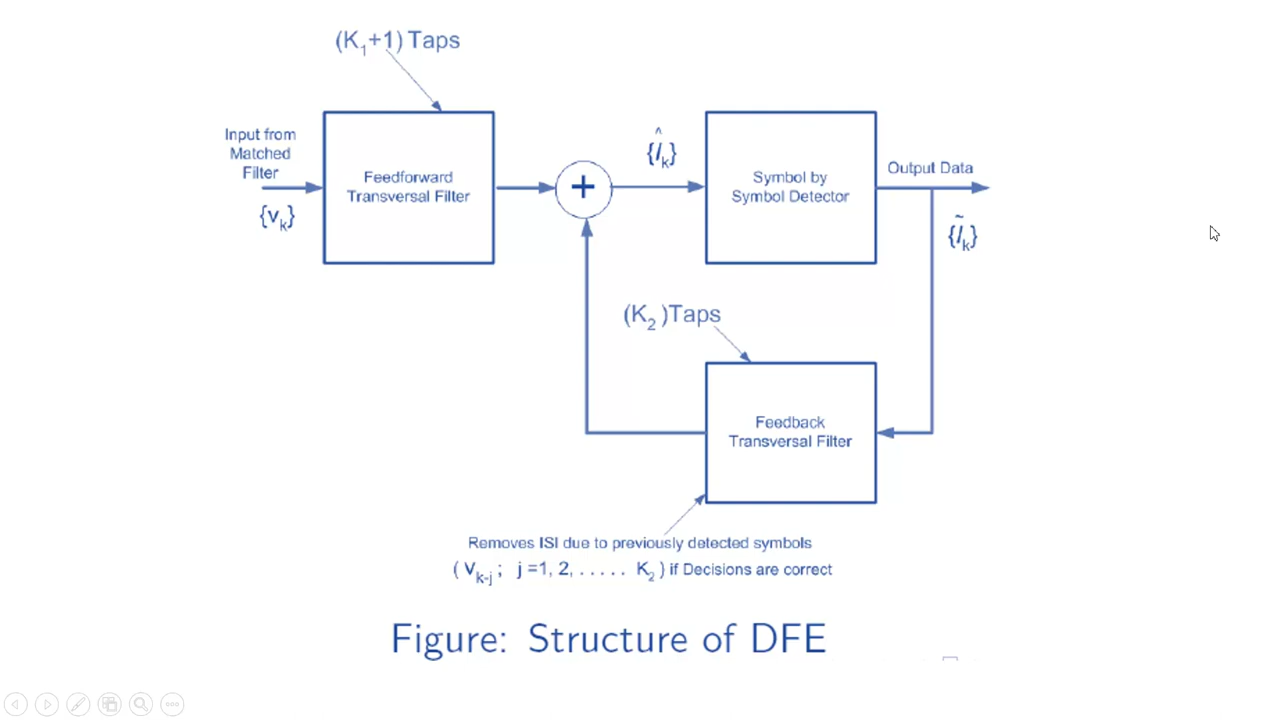 (K₁+1) Taps
Input from
Matched
Filter
{vₖ}
Feedforward
Transversal Filter
+
{Îₖ}
Symbol by
Symbol Detector
Output Data
{Ĩₖ}
(K₂ )Taps
Feedback
Transversal Filter
Removes ISI due to previously detected symbols
( Vₖ₋ⱼ ; j =1, 2, . . . . . K₂ ) if Decisions are correct
Figure: Structure of DFE